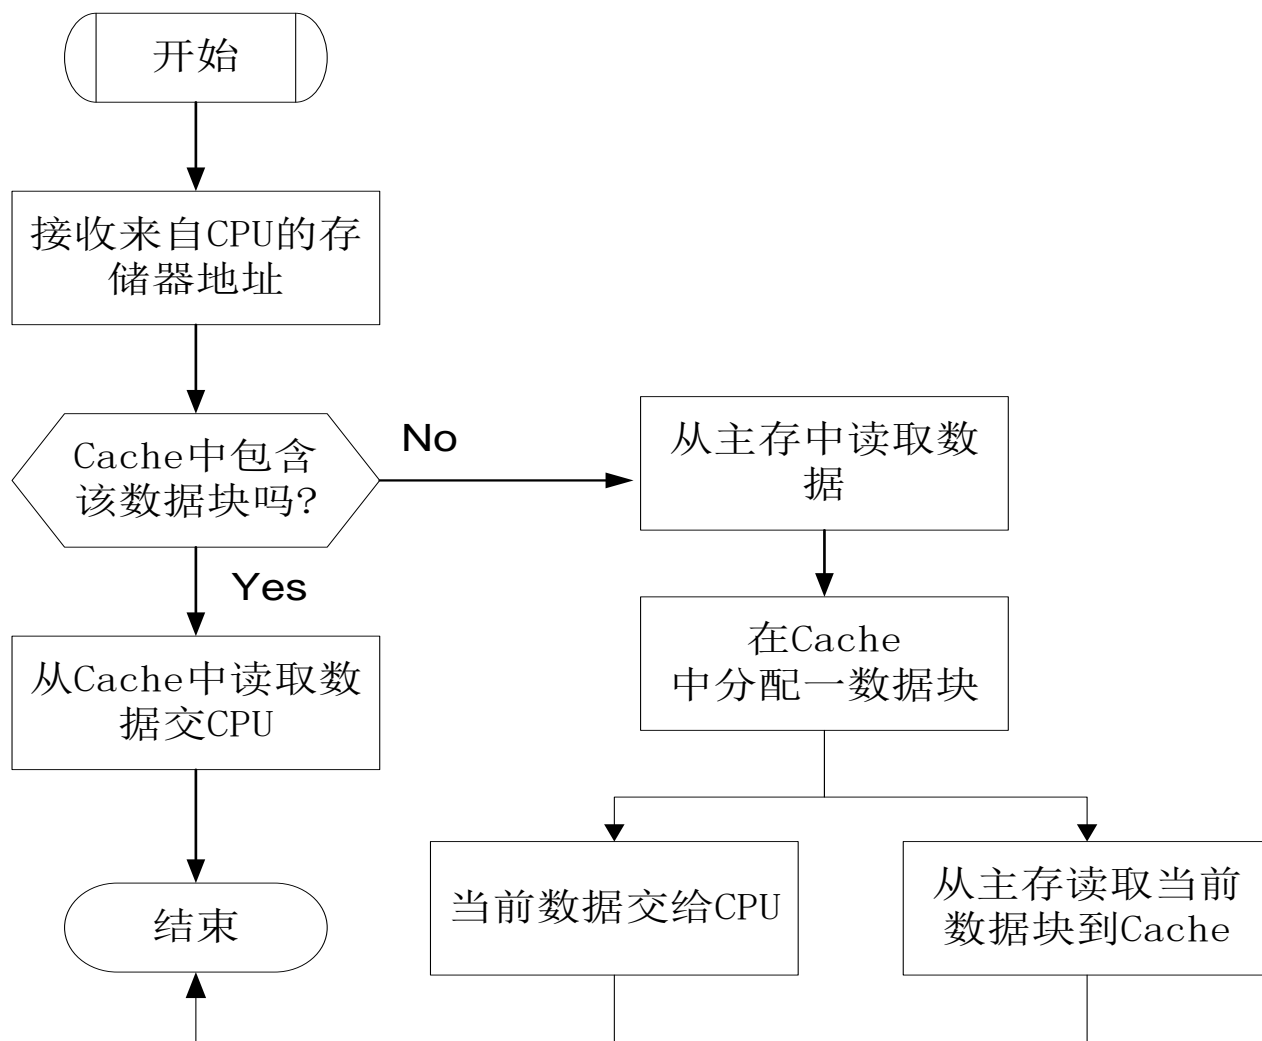 开始
接收来自CPU的存
储器地址
Cache中包含
该数据块吗?
No
Yes
从主存中读取数
据
在Cache
中分配一数据块
从Cache中读取数
据交CPU
当前数据交给CPU
从主存读取当前
数据块到Cache
结束